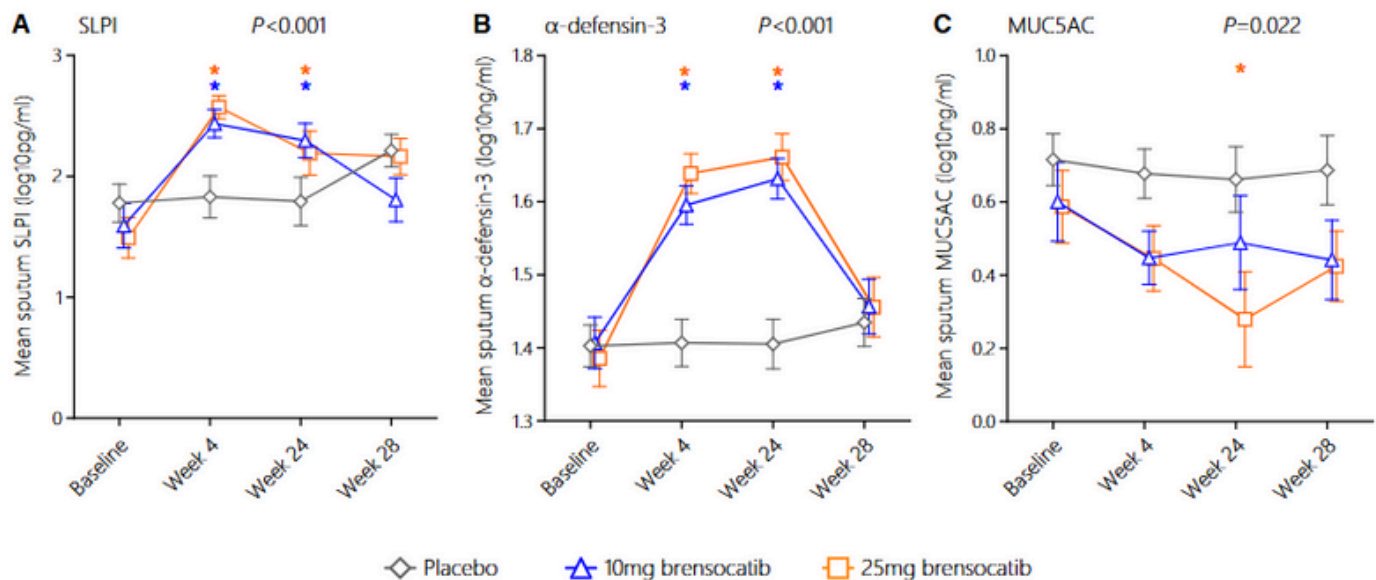 A SLPI P<0.001
Mean sputum SLPI (log10pg/ml)
3
2
1
0
Baseline
Week 4
Week 24
Week 28
B α-defensin-3 P<0.001
Mean sputum α-defensin-3 (log10ng/ml)
1.8
1.7
1.6
1.5
1.4
1.3
Baseline
Week 4
Week 24
Week 28
C MUC5AC P=0.022
Mean sputum MUC5AC (log10ng/ml)
1.0
0.8
0.6
0.4
0.2
0.0
Baseline
Week 4
Week 24
Week 28
Placebo 10mg brensocatib 25mg brensocatib